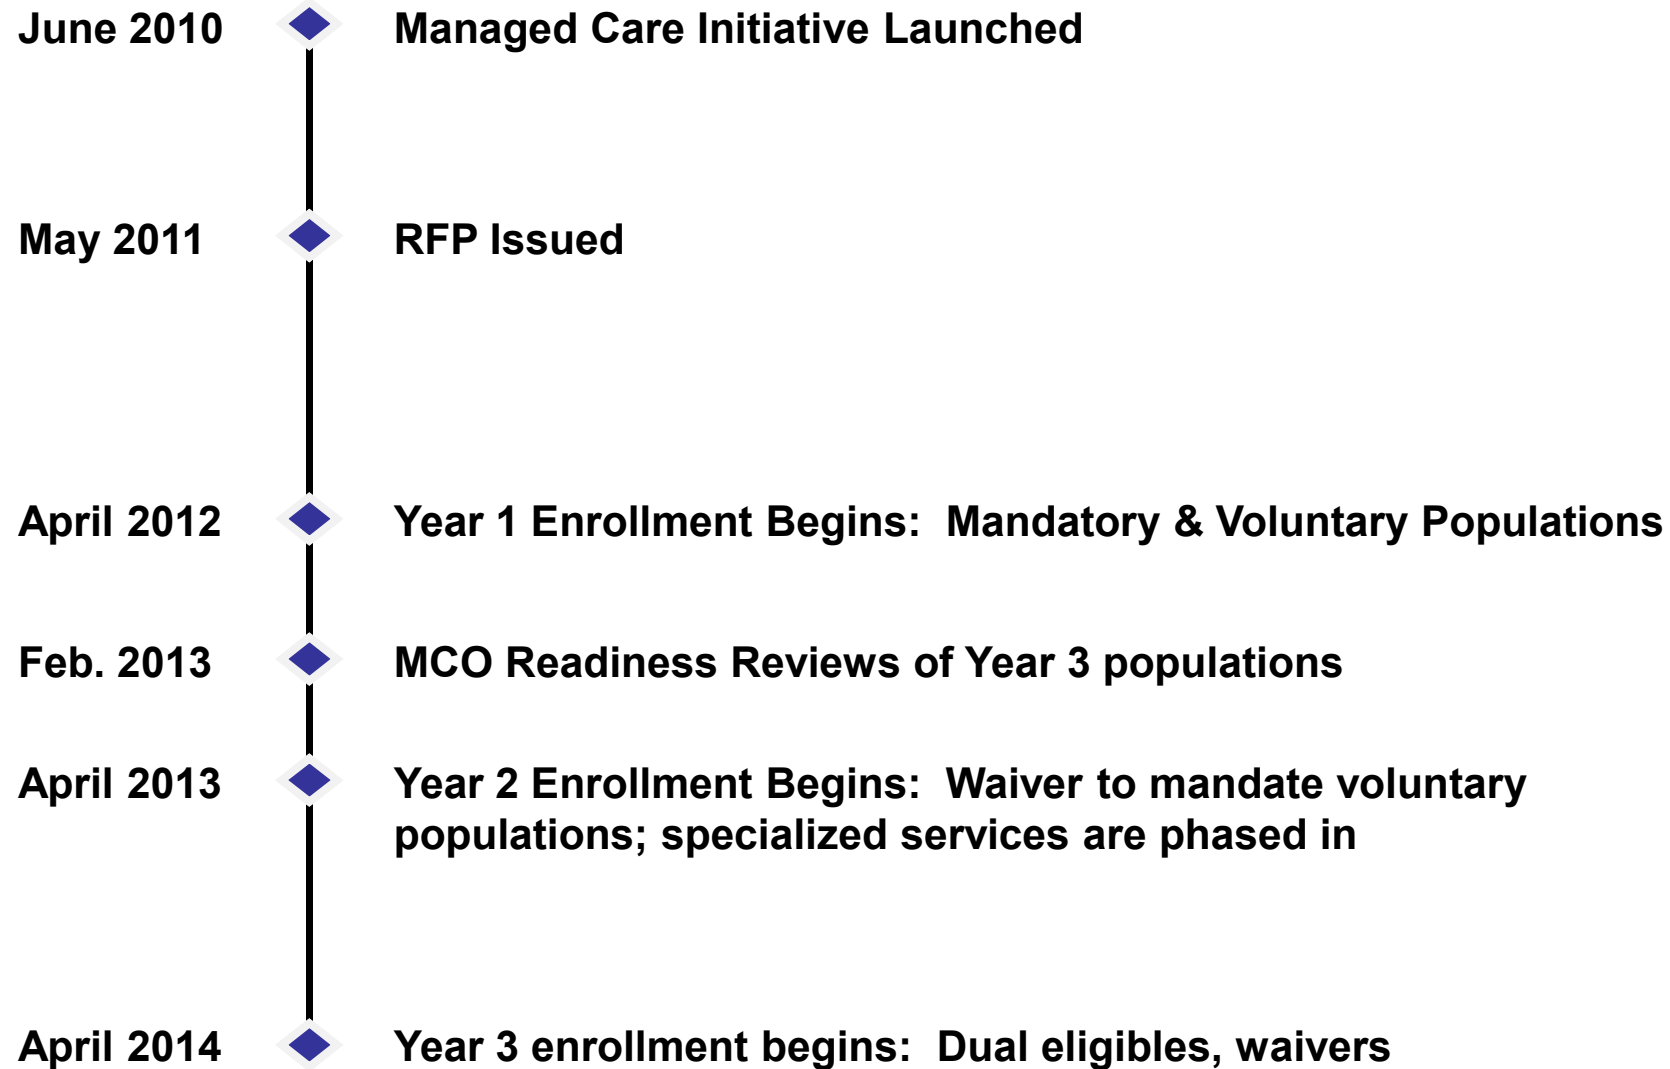 June 2010 Managed Care Initiative Launched
May 2011 RFP Issued
April 2012 Year 1 Enrollment Begins:  Mandatory & Voluntary Populations
Feb. 2013 MCO Readiness Reviews of Year 3 populations
April 2013 Year 2 Enrollment Begins:  Waiver to mandate voluntary
populations; specialized services are phased in
April 2014 Year 3 enrollment begins:  Dual eligibles, waivers